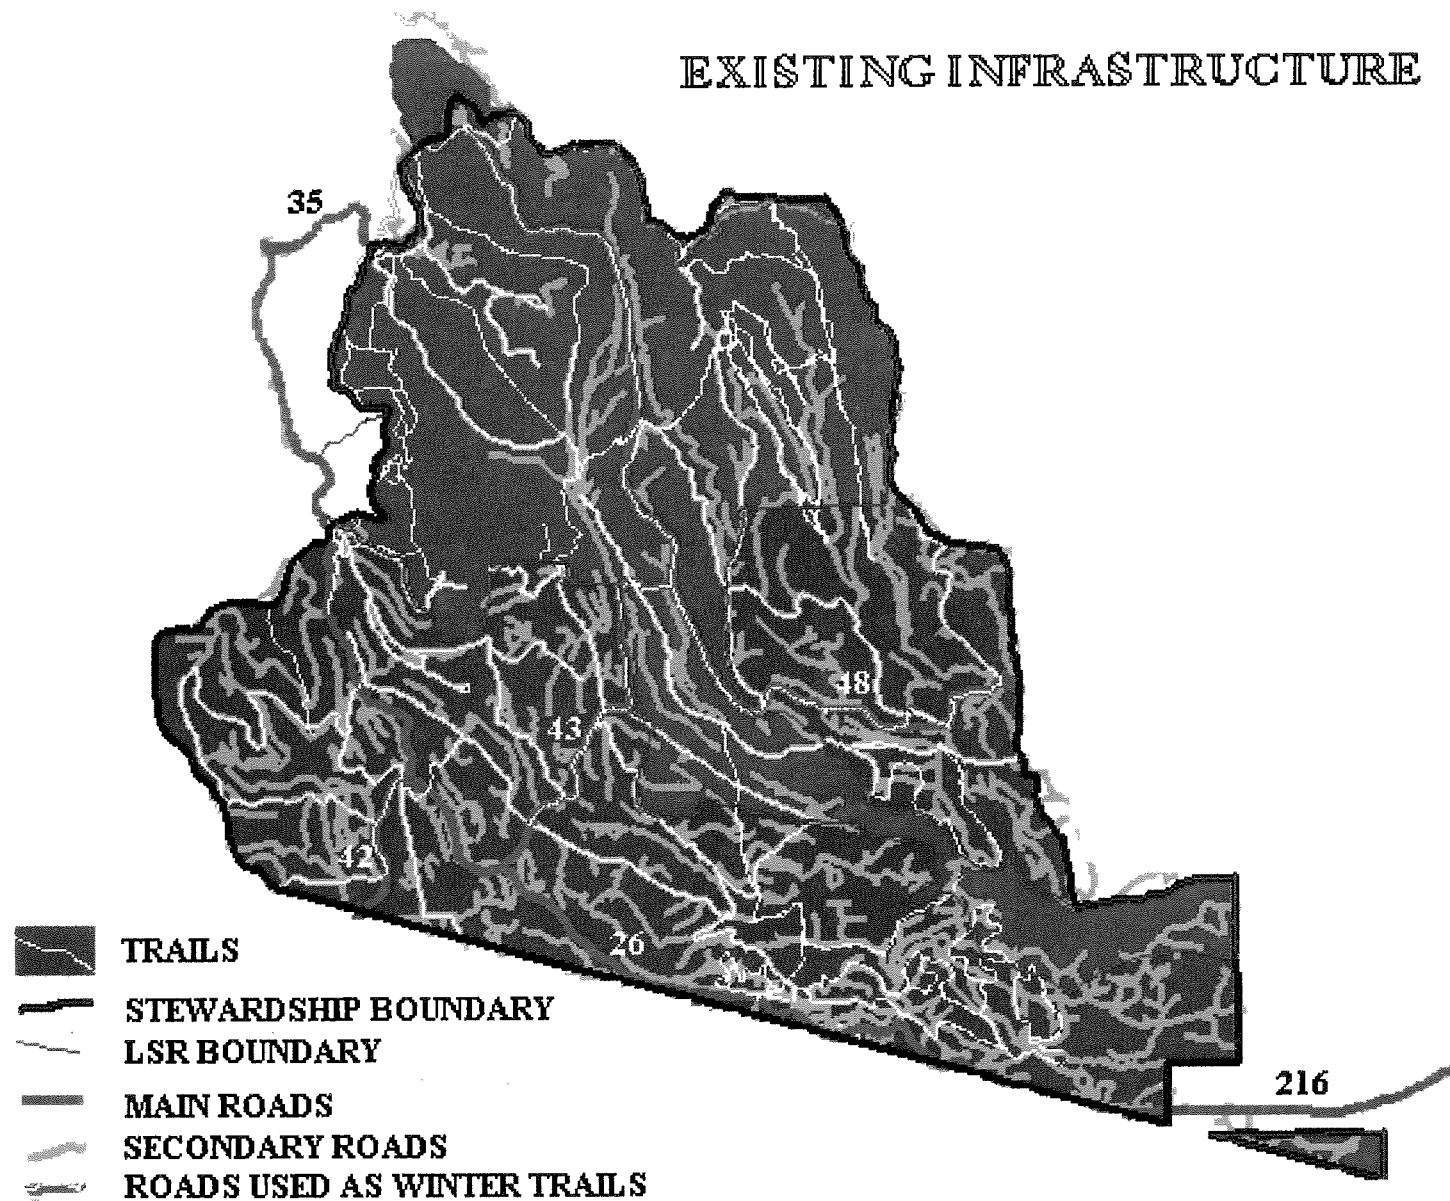 EXISTING INFRASTRUCTURE
35
48
43
42
26
216
TRAILS
STEWARDSHIP BOUNDARY
LSR BOUNDARY
MAIN ROADS
SECONDARY ROADS
ROADS USED AS WINTER TRAILS